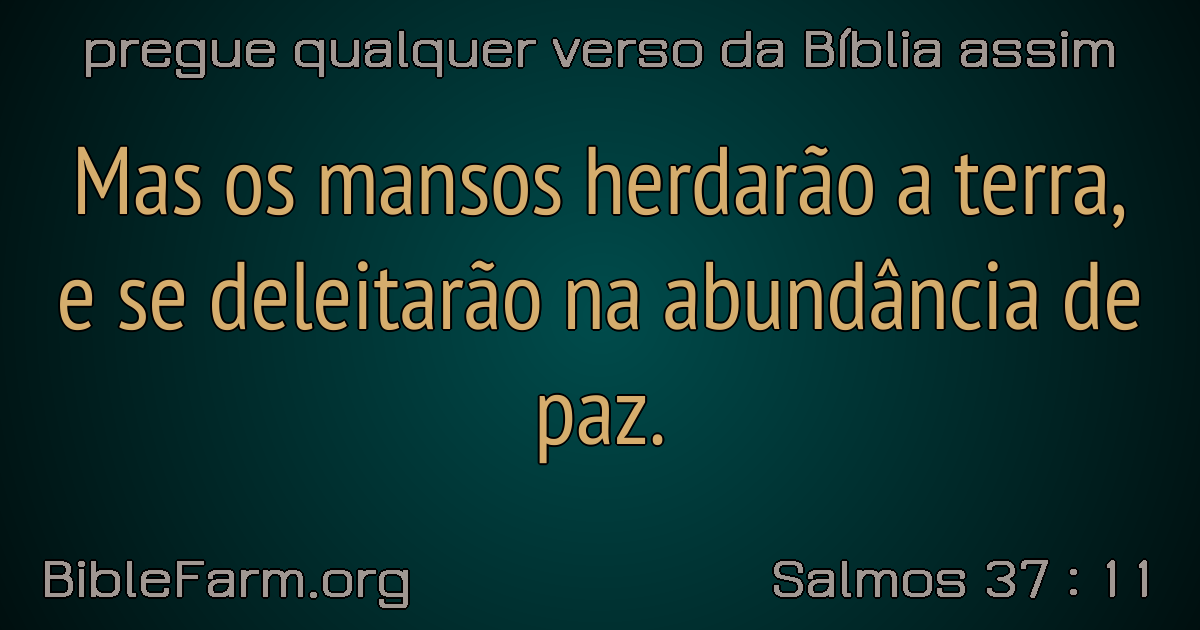 pregue qualquer verso da Bíblia assim
Mas os mansos herdarão a terra,
e se deleitarão na abundância de
paz.
BibleFarm.org
Salmos 37 : 11